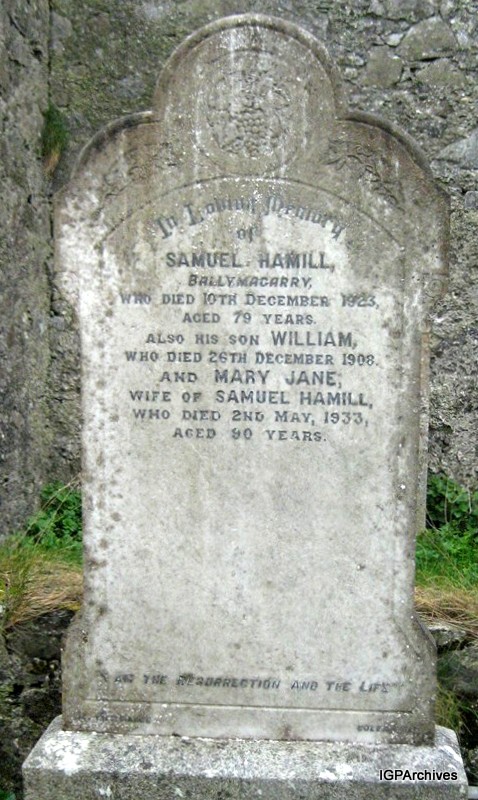 In Loving Memory
of
SAMUEL HAMILL,
BALLYMACARRY,
WHO DIED 10TH DECEMBER 1923,
AGED 79 YEARS.
ALSO HIS SON WILLIAM,
WHO DIED 26TH DECEMBER 1908.
AND MARY JANE,
WIFE OF SAMUEL HAMILL,
WHO DIED 2ND MAY, 1933,
AGED 90 YEARS.
AM THE RESURRECTION AND THE LIFE
IGPArchives